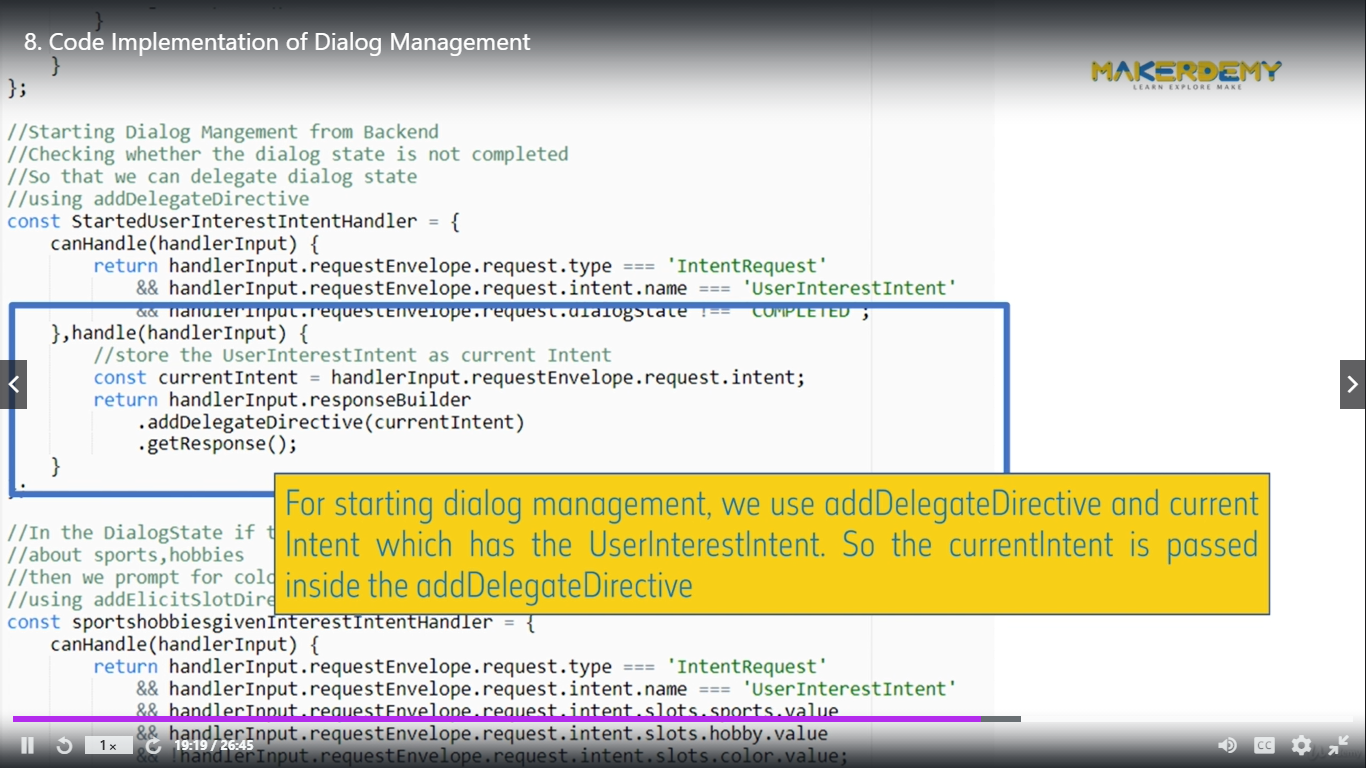 }
8. Code Implementation of Dialog Management
}
};
MAKERDEMY
LEARN EXPLORE MAKE
//Starting Dialog Mangement from Backend
//Checking whether the dialog state is not completed
//So that we can delegate dialog state
//using addDelegateDirective
const StartedUserInterestIntentHandler = {
canHandle(handlerInput) {
return handlerInput.requestEnvelope.request.type === 'IntentRequest'
&& handlerInput.requestEnvelope.request.intent.name === 'UserInterestIntent'
&& handlerInput.requestEnvelope.request.dialogState !== 'COMPLETED';
},handle(handlerInput) {
//store the UserInterestIntent as current Intent
const currentIntent = handlerInput.requestEnvelope.request.intent;
return handlerInput.responseBuilder
.addDelegateDirective(currentIntent)
.getResponse();
}
For starting dialog management, we use addDelegateDirective and current
Intent which has the UserInterestIntent. So the currentIntent is passed
inside the addDelegateDirective
//In the DialogState if
//about sports,hobbies
//then we prompt for
//using
const sportshobbiesgivenInterestIntentHandler = {
canHandle(handlerInput) {
return handlerInput.requestEnvelope.request.type === 'IntentRequest'
&& handlerInput.requestEnvelope.request.intent.name === 'UserInterestIntent'
&& handlerInput.requestEnvelope.request.intent.slots.sports.value
&& handlerInput.requestEnvelope.request.intent.slots.hobby.value
&& !handlerInput.requestEnvelope.request.intent.slots.color.value;
1×
19:19 / 26:45
CC